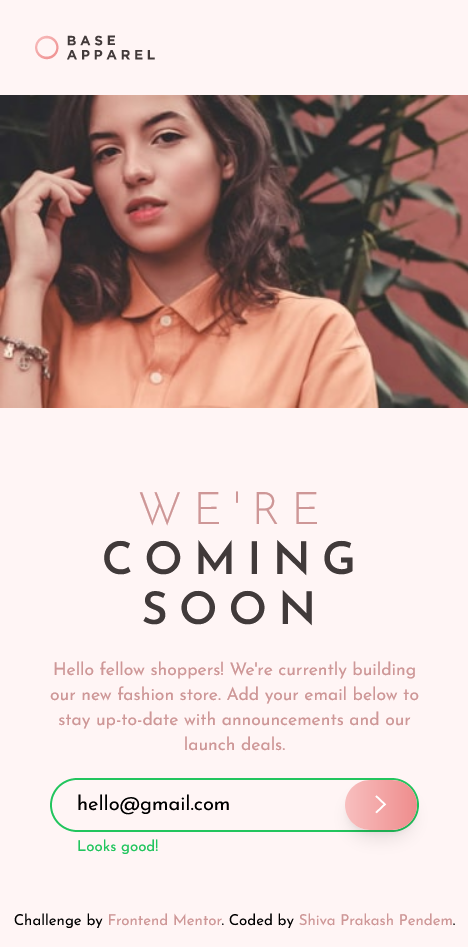 BASE
APPAREL
WE'RE
COMING
SOON
Hello fellow shoppers! We're currently building
our new fashion store. Add your email below to
stay up-to-date with announcements and our
launch deals.
hello@gmail.com
Looks good!
Challenge by Frontend Mentor. Coded by Shiva Prakash Pendem.